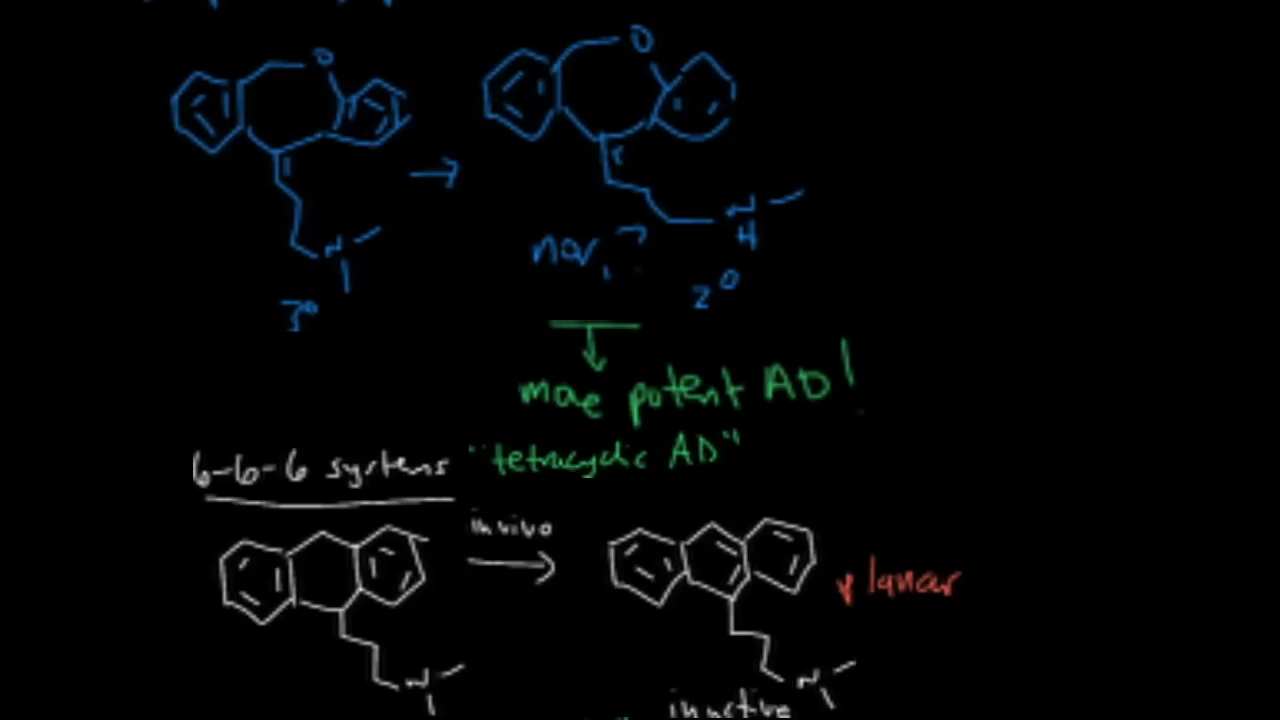 O O
N
N
H
nor,
3° 2°
more potent AD!
6-6-6 systems "tetracyclic AD"
in vivo
planar
N N
inactive